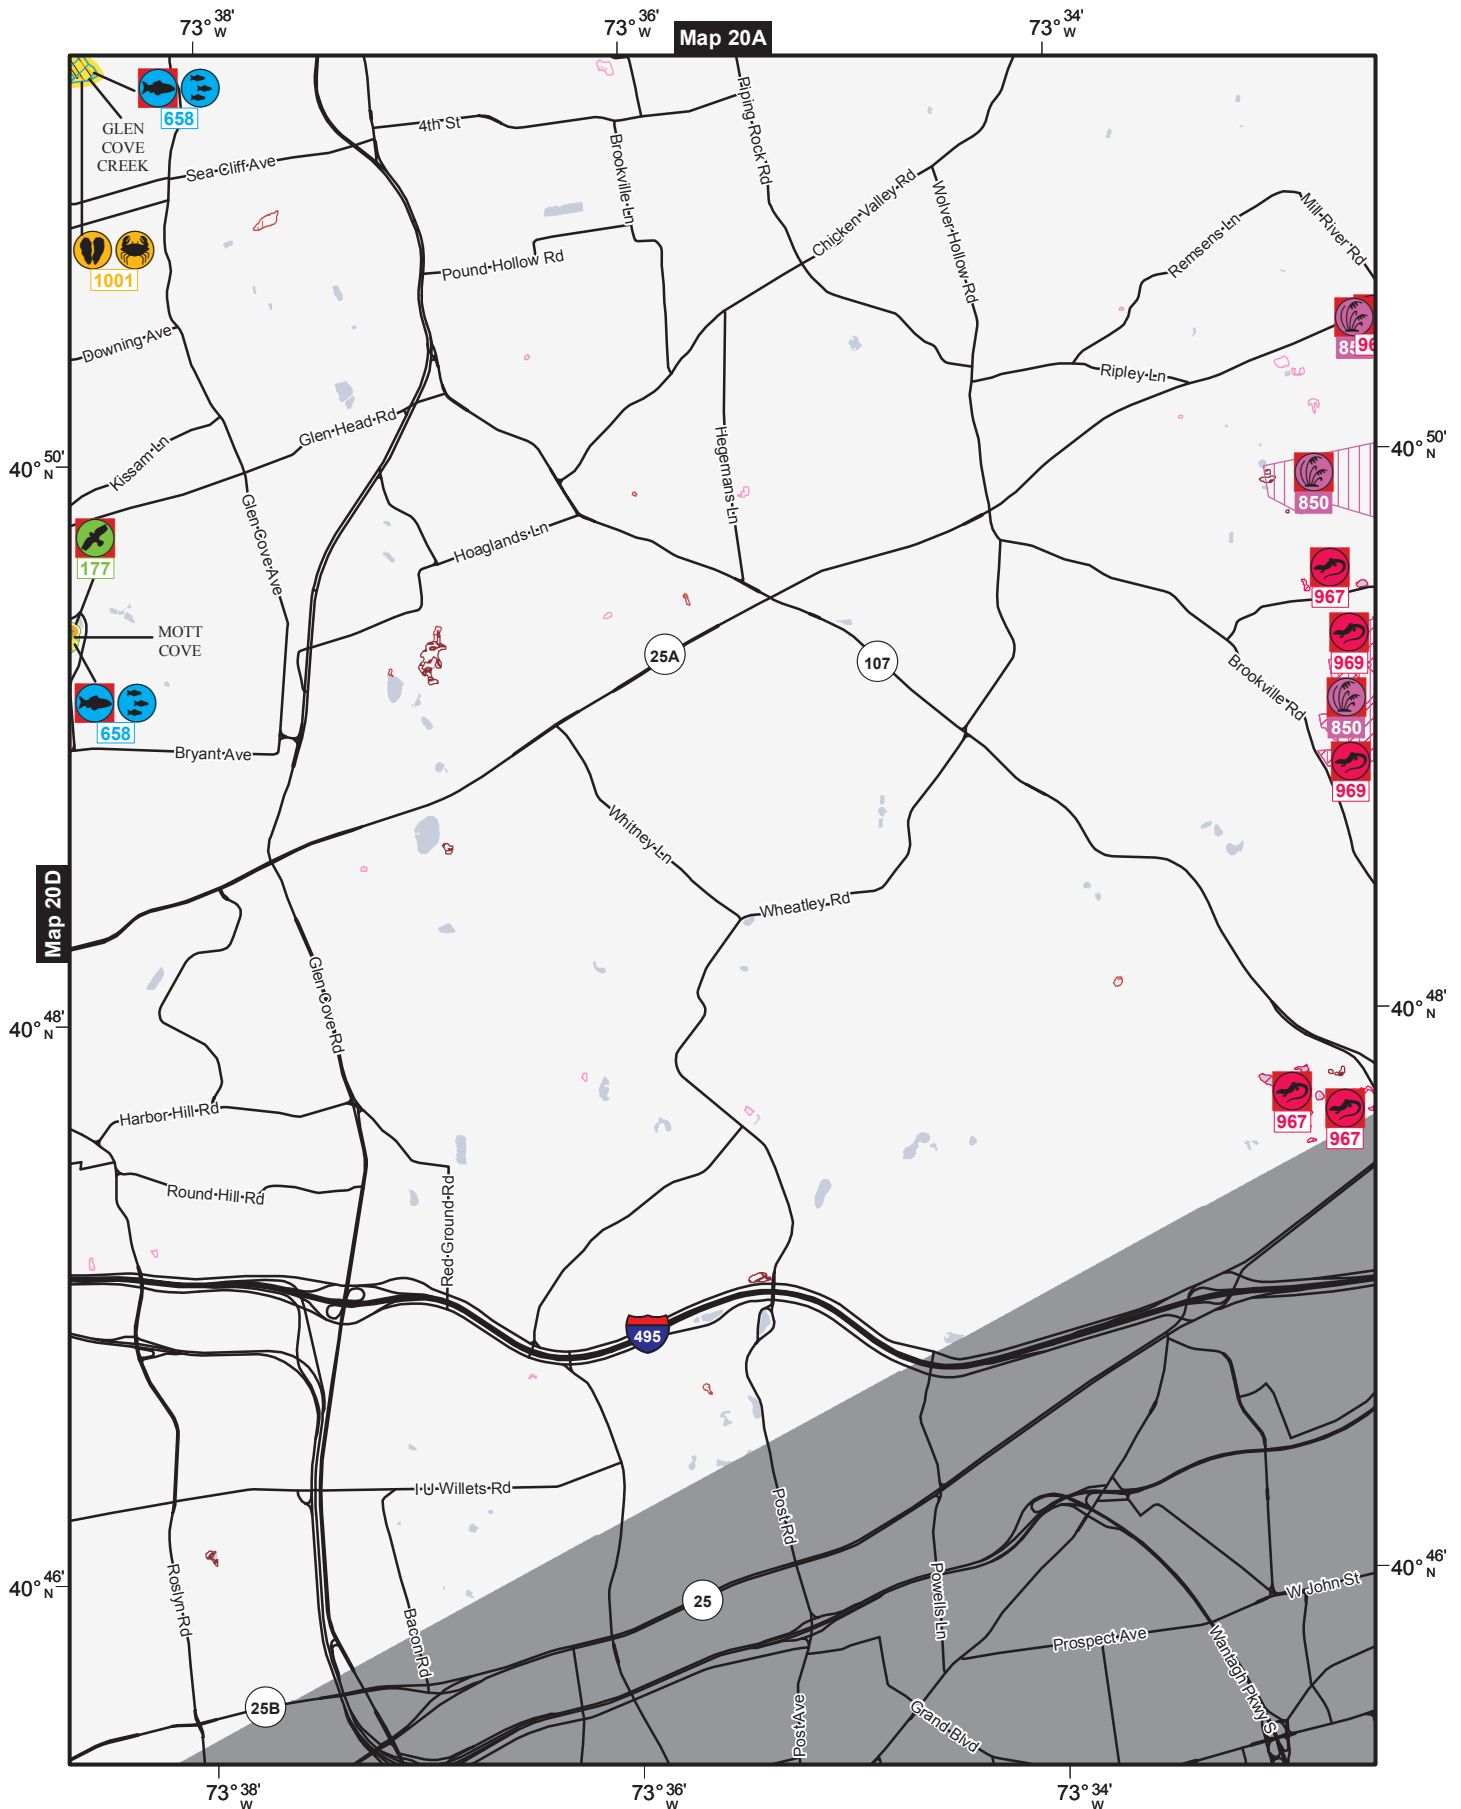 73° 38' W
73° 36' W
73° 34' W
Map 20A
658
GLEN
COVE
CREEK
4th St
Sea Cliff Ave
Brookville Ln
Piping Rock Rd
Chicken Valley Rd
Wolver Hollow Rd
Remsens Ln
Mill River Rd
1001
Pound Hollow Rd
Downing Ave
Ripley Ln
Glen Head Rd
Kissam Ln
40° 50' N
40° 50' N
Hegemans Ln
850
Glen Cove Ave
Hoaglands Ln
177
967
MOTT
COVE
25A
107
969
Brookville Rd
658
850
Bryant Ave
969
Whitney Ln
Map 20D
Wheatley Rd
Glen Cove Rd
40° 48' N
40° 48' N
Harbor Hill Rd
967
967
Round Hill Rd
Red Ground Rd
495
I U Willets Rd
Post Rd
40° 46' N
40° 46' N
Roslyn Rd
Bacon Rd
25
Powells Ln
W John St
Prospect Ave
Wantagh Pkwy S
25B
Post Ave
Grand Blvd
73° 38' W
73° 36' W
73° 34' W